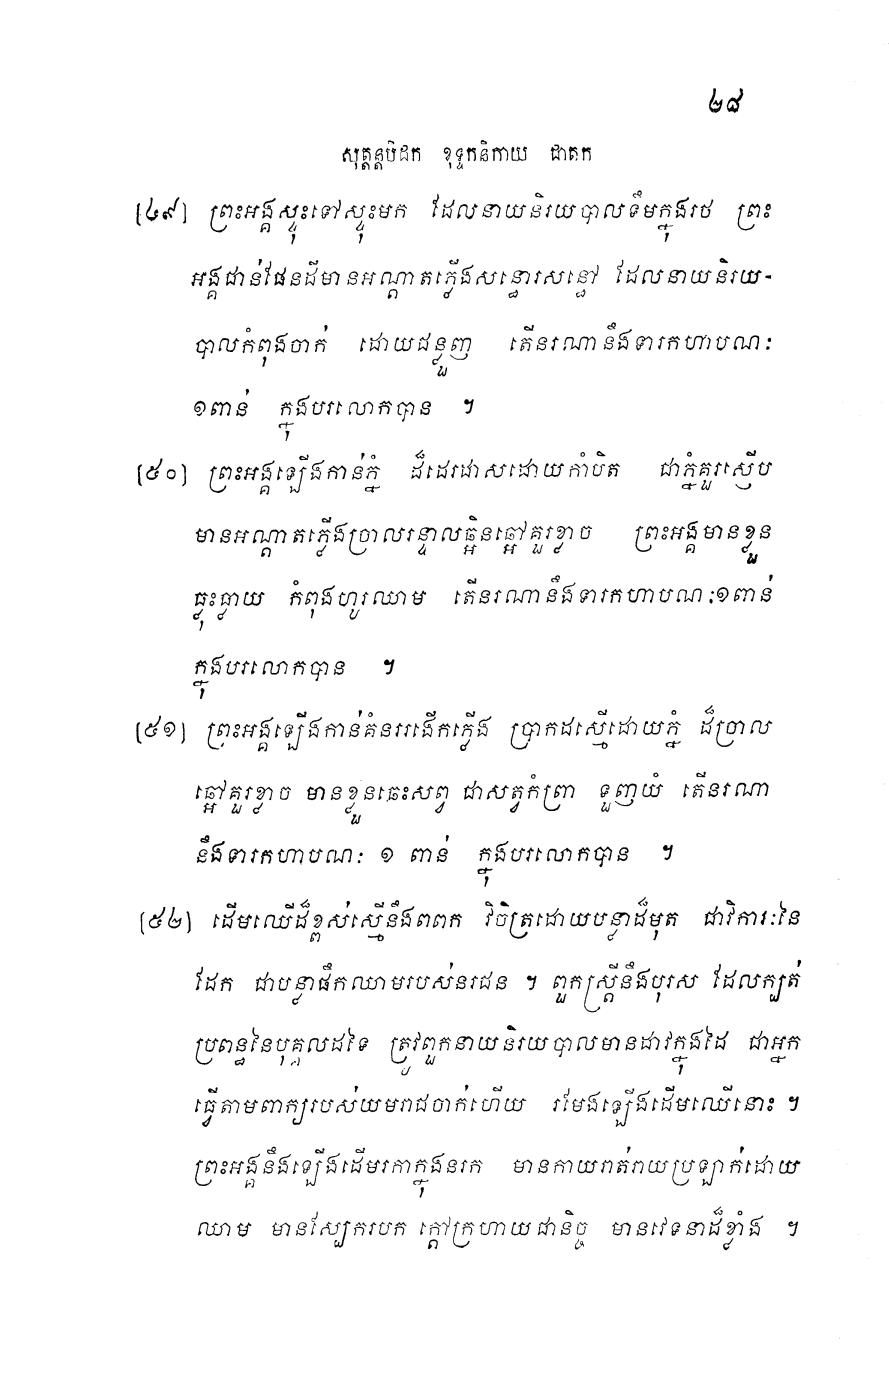 ២៨
សុត្តន្តបិដក ខុទ្ទកនិកាយ ជាតក
[៤៩] ព្រះអង្គស្ទុះទៅស្ទុះមក ដែលនាយនិរយបាលទឹមក្នុងរថ ព្រះ
អង្គជាន់ផែនដីមានអណ្តាតភ្លើងសន្ធោរសន្ធៅ ដែលនាយនិរយ-
បាលកំពុងចាក់ ដោយជន្លួញ តើនរណានឹងទារកហាបណៈ
១ពាន់ ក្នុងបរលោកបាន ។
[៥០] ព្រះអង្គឡើងកាន់ភ្នំ ដ៏ដេរដាសដោយកាំបិត ជាភ្នំគួរស្ញើប
មានអណ្តាតភ្លើងច្រាលរន្ទាលឆ្អិនឆ្អៅគួរខ្លាច ព្រះអង្គមានខ្លួន
ធ្លុះធ្លាយ កំពុងហូរឈាម តើនរណានឹងទារកហាបណៈ១ពាន់
ក្នុងបរលោកបាន ។
[៥១] ព្រះអង្គឡើងកាន់គំនររងើកភ្លើង ប្រាកដស្មើដោយភ្នំ ដ៏ច្រាល
ឆ្អៅគួរខ្លាច មានខ្លួនឆេះសព្វ ជាសត្វកំព្រា ទួញយំ តើនរណា
នឹងទារកហាបណៈ ១ ពាន់ ក្នុងបរលោកបាន ។
[៥២] ដើមឈើដ៏ខ្ពស់ស្មើនឹងពពក វិចិត្រដោយបន្លាដ៏មុត ជាវិការៈនៃ
ដែក ជាបន្លាផឹកឈាមរបស់នរជន ។ ពួកស្ត្រីនឹងបុរស ដែលក្បត់
ប្រពន្ធនៃបុគ្គលដទៃ ត្រូវពួកនាយនិរយបាលមានដាវក្នុងដៃ ជាអ្នក
ធ្វើតាមពាក្យរបស់យមរាជចាក់ហើយ រមែងឡើងដើមឈើនោះ ។
ព្រះអង្គនឹងឡើងដើមរកាក្នុងនរក មានកាយរាត់រាយប្រឡាក់ដោយ
ឈាម មានស្បែករបក ក្តៅក្រហាយជានិច្ច មានវេទនាដ៏ខ្លាំង ។